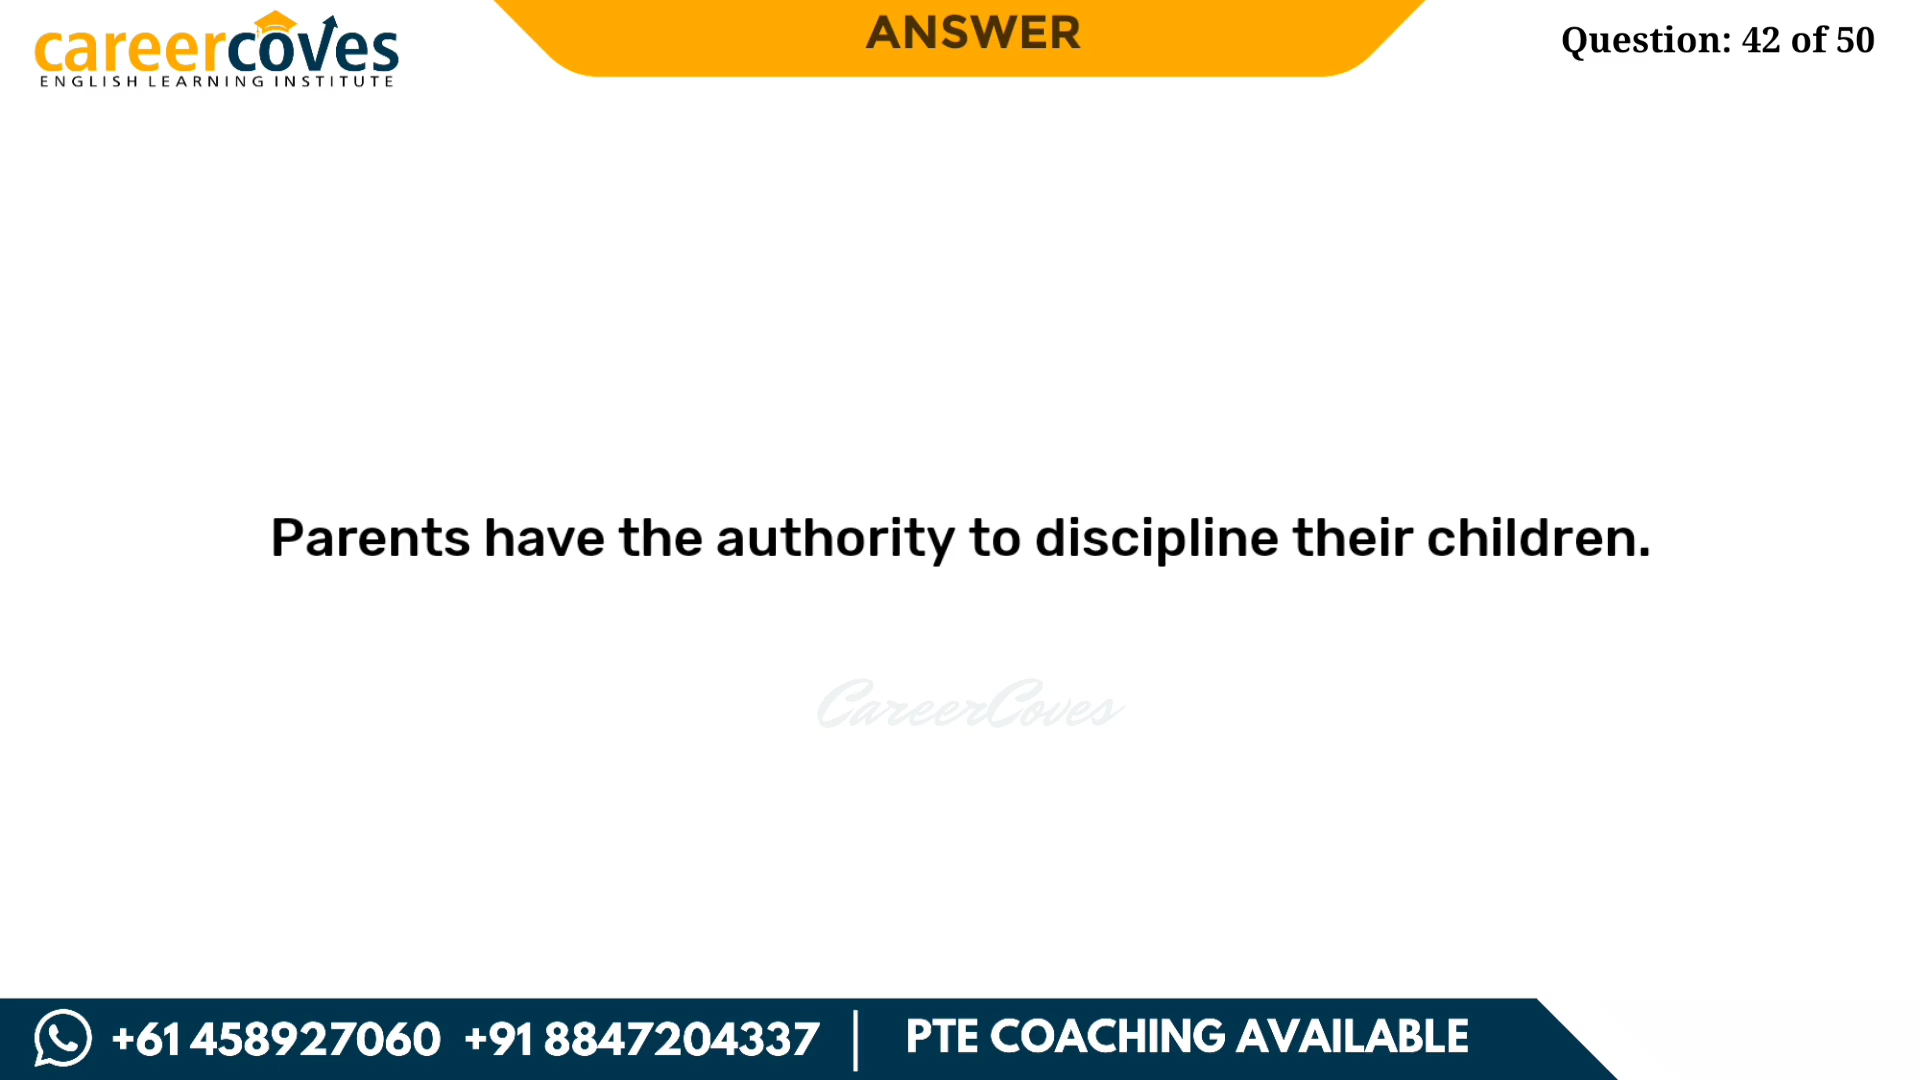 careercoves
ENGLISH LEARNING INSTITUTE
ANSWER
Question: 42 of 50
Parents have the authority to discipline their children.
CareerCoves
+61 458927060 +91 8847204337 | PTE COACHING AVAILABLE